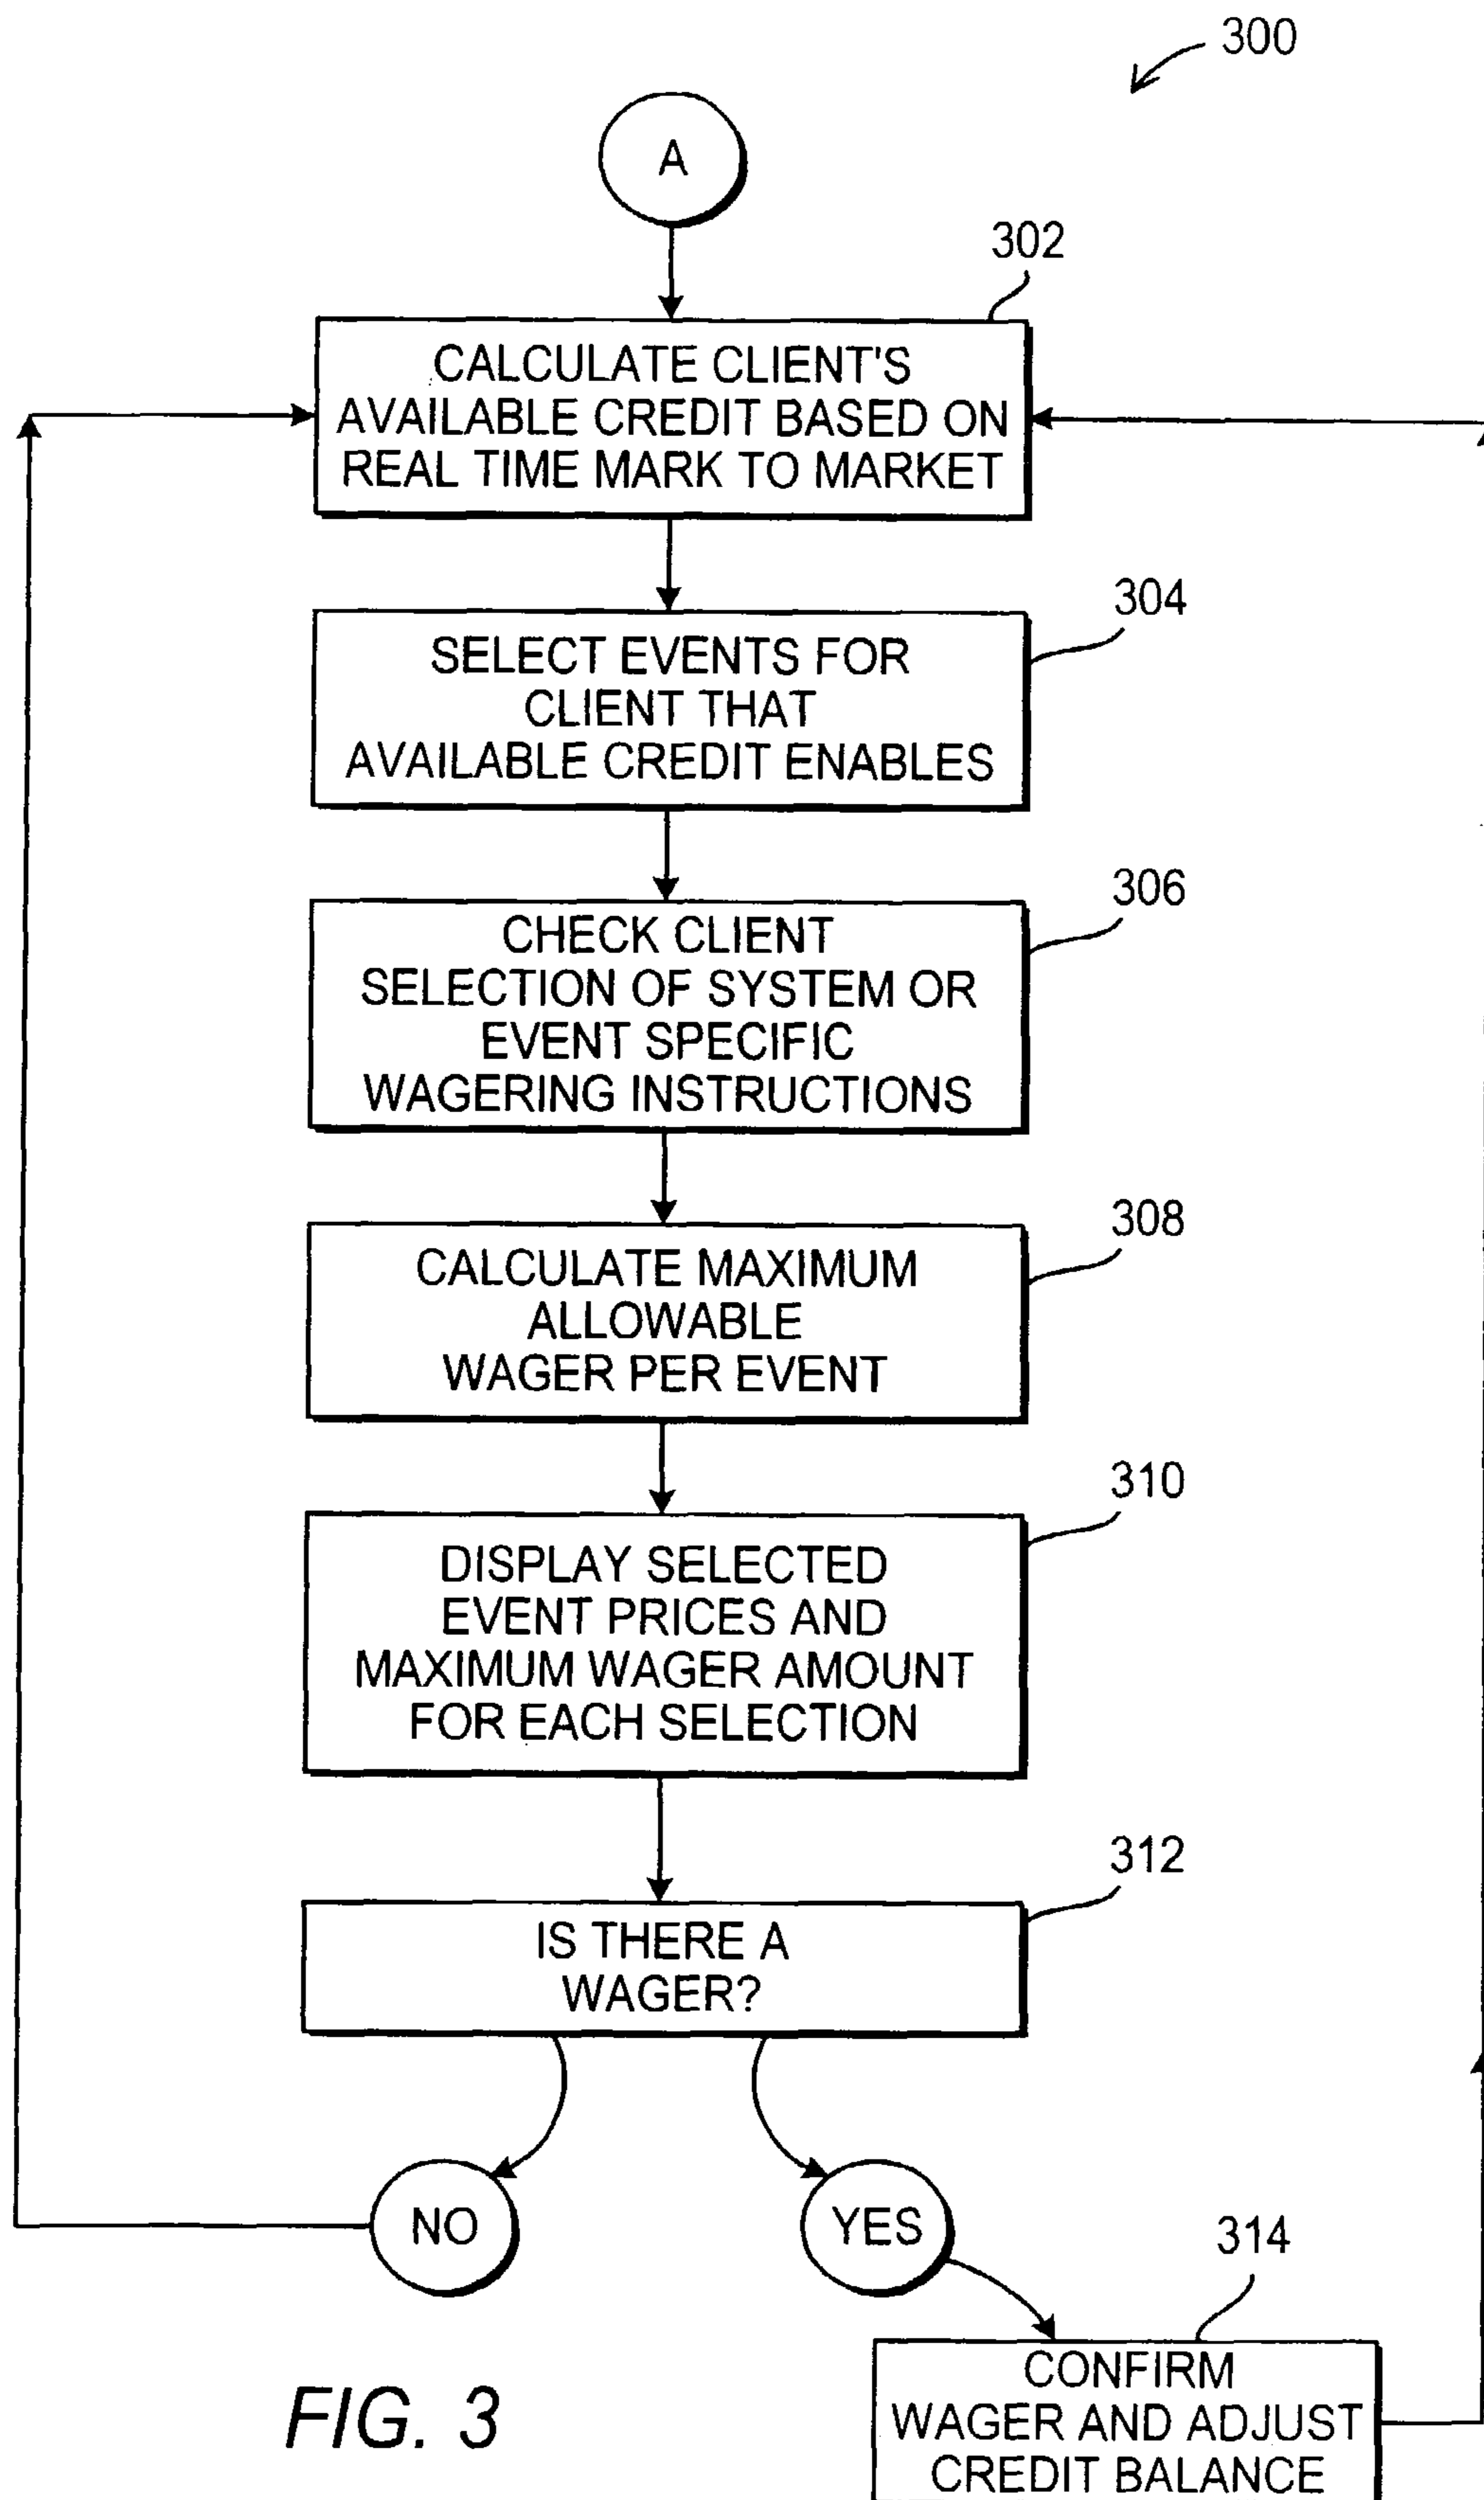 300
A
302
CALCULATE CLIENT'S
AVAILABLE CREDIT BASED ON
REAL TIME MARK TO MARKET
304
SELECT EVENTS FOR
CLIENT THAT
AVAILABLE CREDIT ENABLES
306
CHECK CLIENT
SELECTION OF SYSTEM OR
EVENT SPECIFIC
WAGERING INSTRUCTIONS
308
CALCULATE MAXIMUM
ALLOWABLE
WAGER PER EVENT
310
DISPLAY SELECTED
EVENT PRICES AND
MAXIMUM WAGER AMOUNT
FOR EACH SELECTION
312
IS THERE A
WAGER?
NO
YES
314
CONFIRM
WAGER AND ADJUST
CREDIT BALANCE
FIG. 3